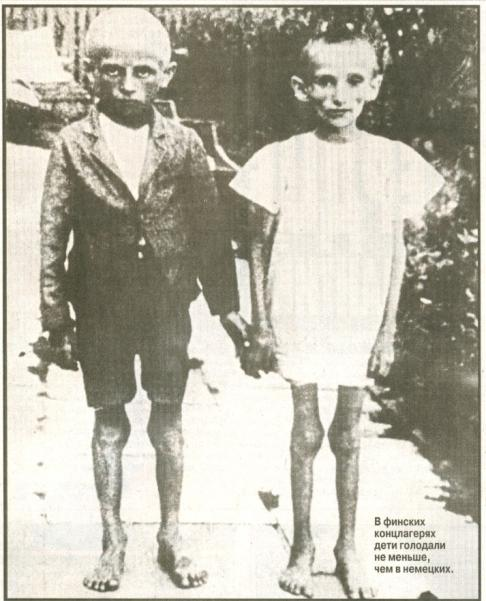 В финских
концлагерях
дети голодали
не меньше,
чем в немецких.